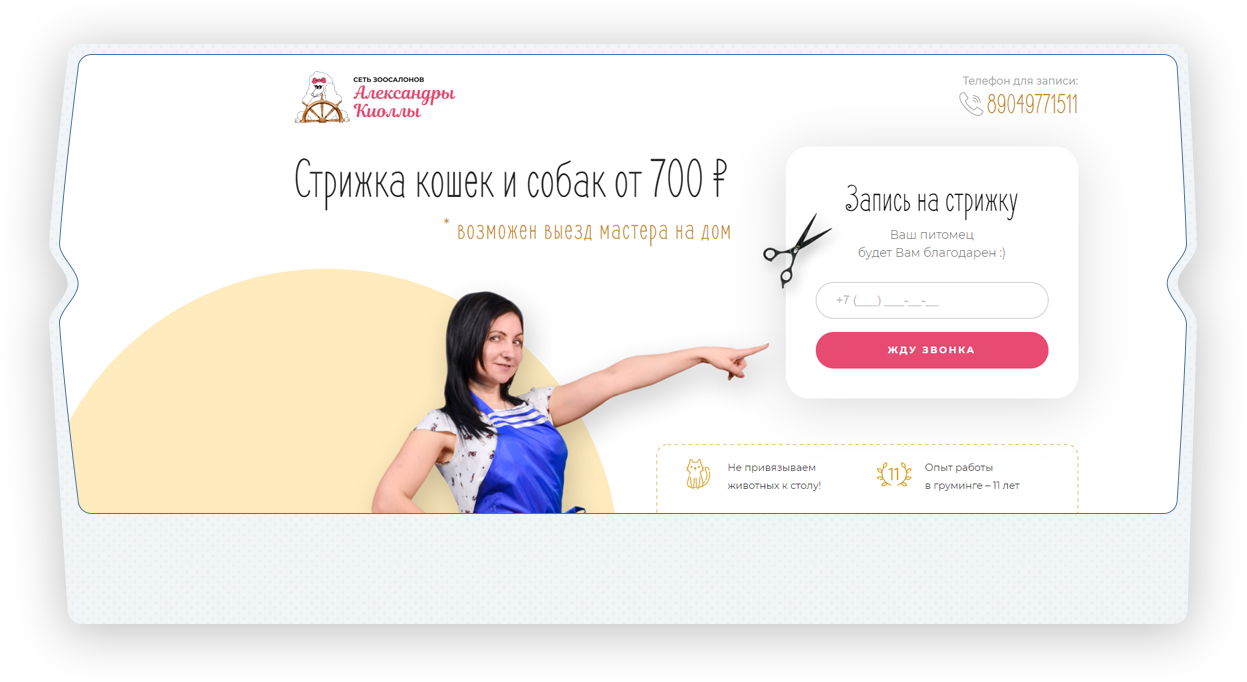 СЕТЬ ЗООСАЛОНОВ
Александры
Киоллы
Телефон для записи:
89049771511
Стрижка кошек и собак от 700 ₽
* возможен выезд мастера на дом
Запись на стрижку
Ваш питомец
будет Вам благодарен :)
+7 (___) ___-__-__
ЖДУ ЗВОНКА
Не привязываем
животных к столу!
11
Опыт работы
в груминге – 11 лет